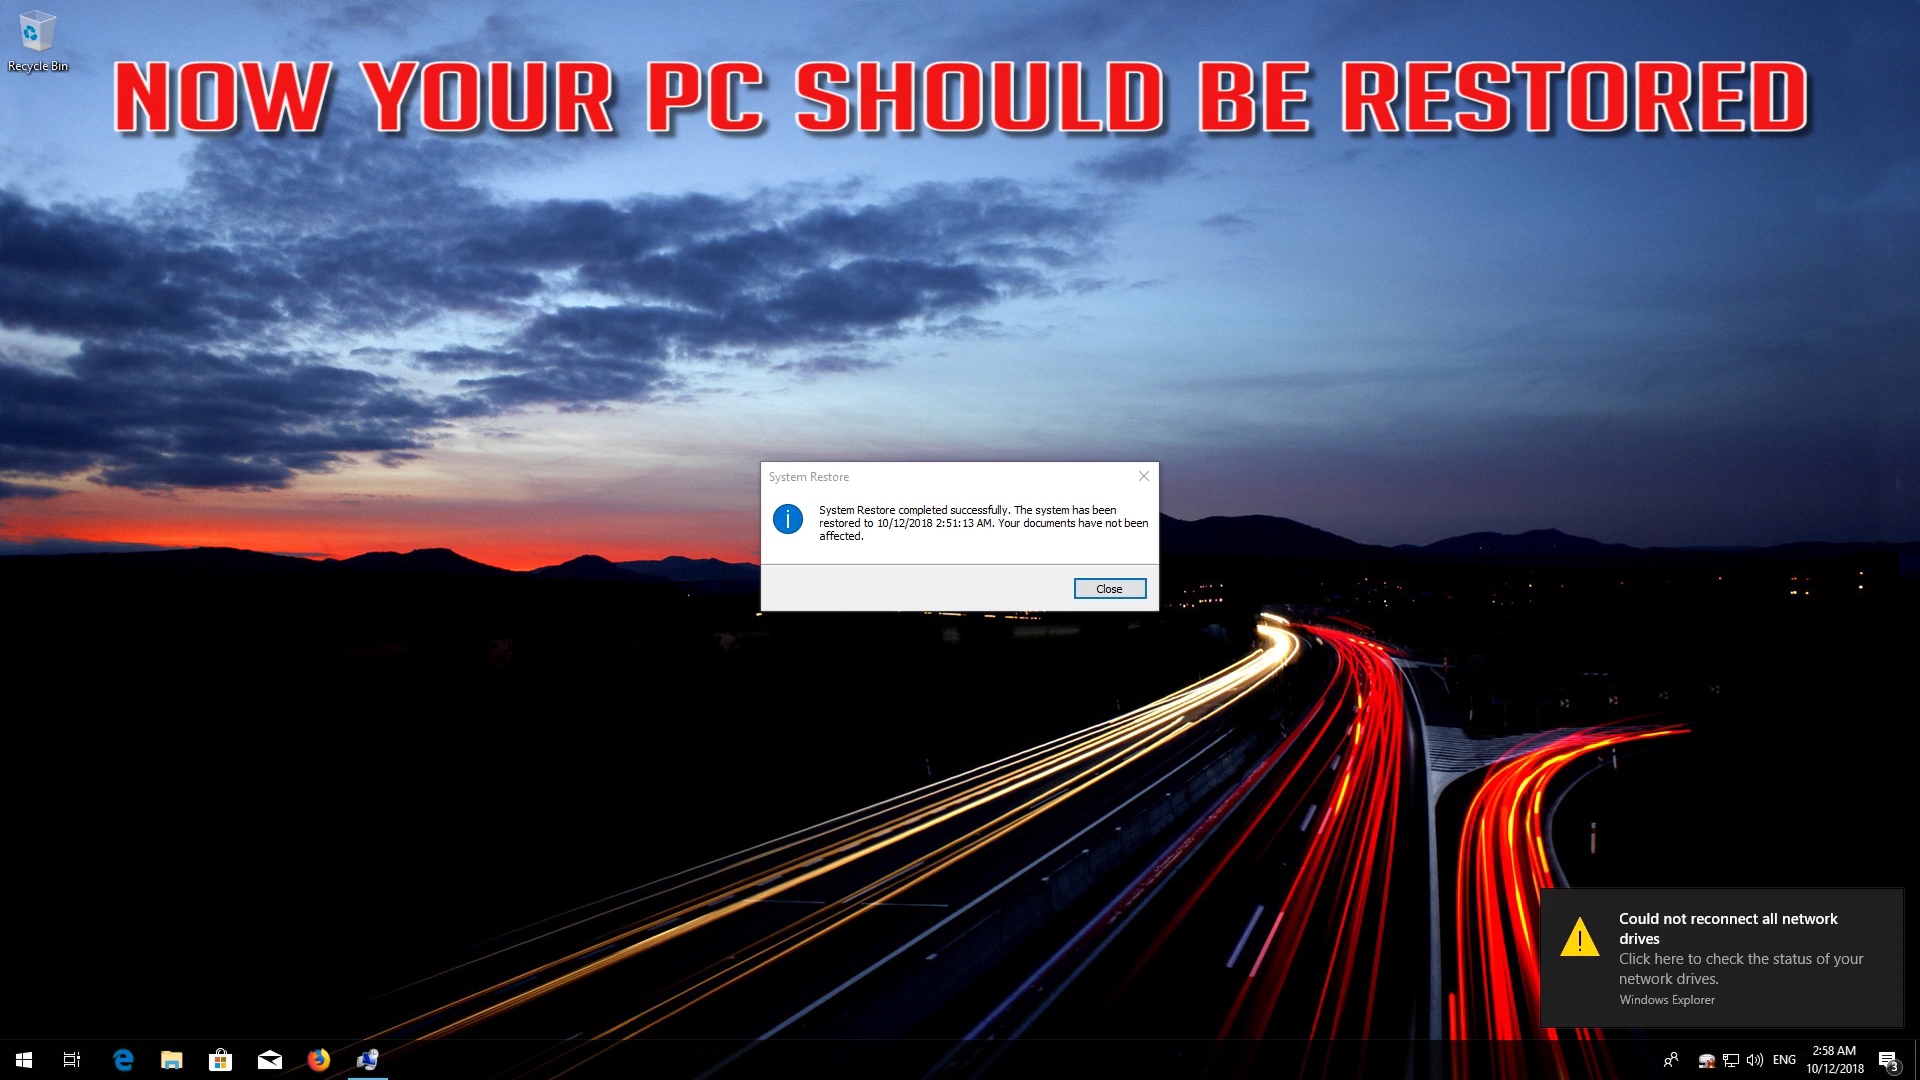 Recycle Bin
NOW YOUR PC SHOULD BE RESTORED
System Restore
System Restore completed successfully. The system has been
restored to 10/12/2018 2:51:13 AM. Your documents have not been
affected.
Close
Could not reconnect all network
drives
Click here to check the status of your
network drives.
Windows Explorer
ENG
2:58 AM
10/12/2018
3